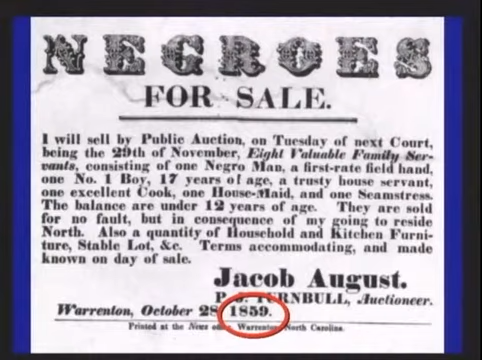 NEGROES
FOR SALE.
I will sell by Public Auction, on Tuesday of next Court,
being the 29th of November, Eight Valuable Family Ser-
vants, consisting of one Negro Man, a first-rate field hand,
one No. 1 Boy, 17 years of age, a trusty house servant,
one excellent Cook, one House-Maid, and one Seamstress.
The balance are under 12 years of age. They are sold
for no fault, but in consequence of my going to reside
North. Also a quantity of Household and Kitchen Furni-
ture, Stable Lot, &c. Terms accommodating, and made
known on day of sale.
Jacob August.
P. J. TURNBULL, Auctioneer.
Warrenton, October 28, 1859.
Printed at the News office, Warrenton, North Carolina.